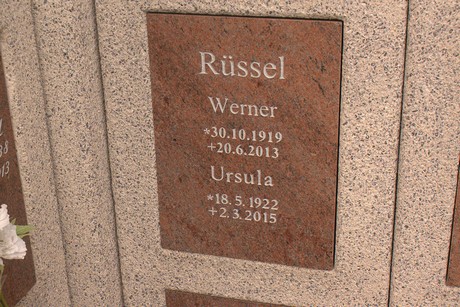 Rüssel
Werner
*30.10.1919
+20.6.2013
Ursula
*18.5.1922
+2.3.2015